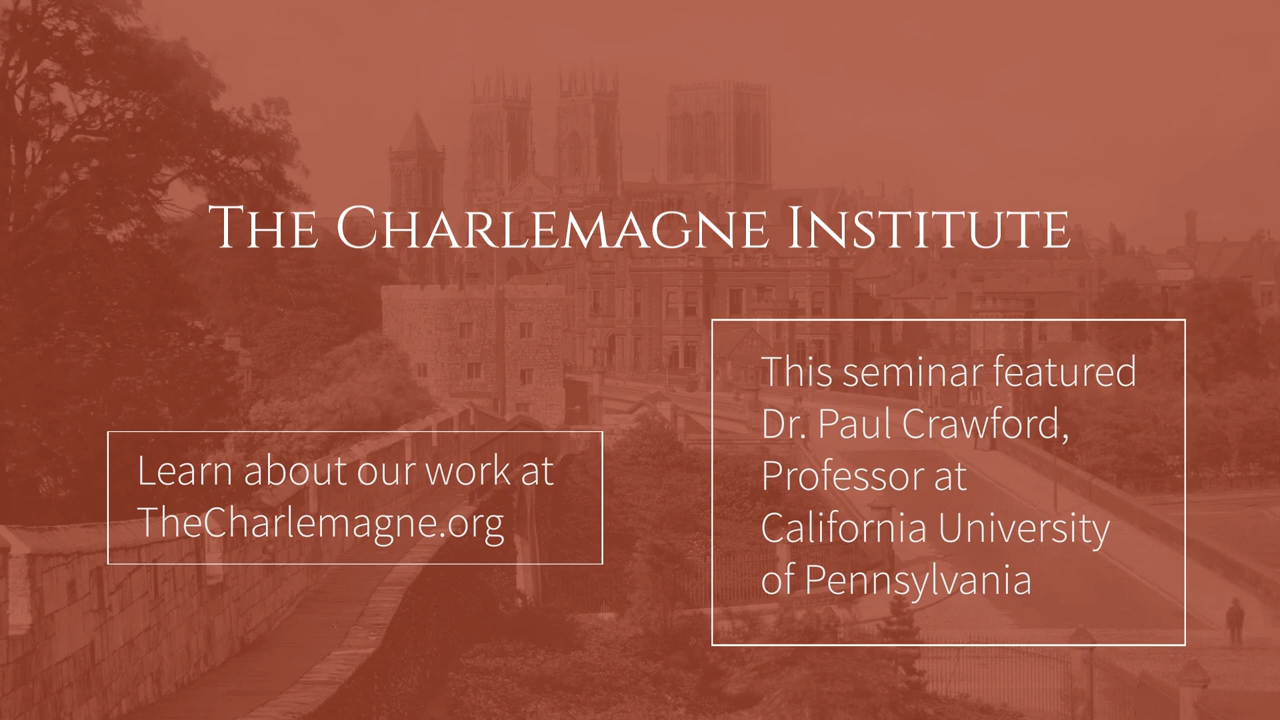 The Charlemagne Institute
Learn about our work at
TheCharlemagne.org
This seminar featured
Dr. Paul Crawford,
Professor at
California University
of Pennsylvania